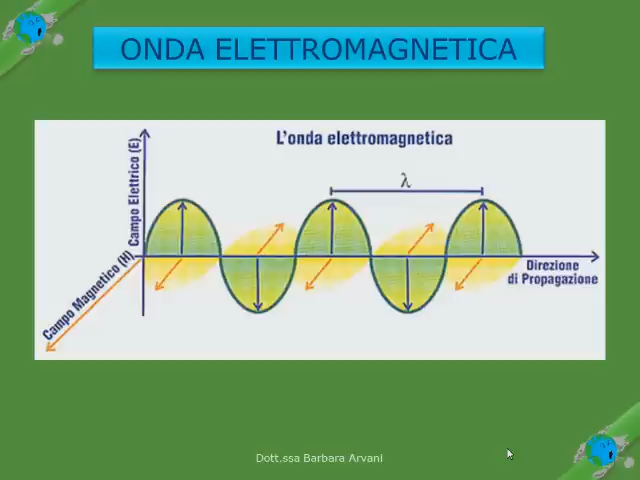 ONDA ELETTROMAGNETICA
L'onda elettromagnetica
λ
Campo Elettrico (E)
Campo Magnetico (H)
Direzione
di Propagazione
Dott.ssa Barbara Arvani